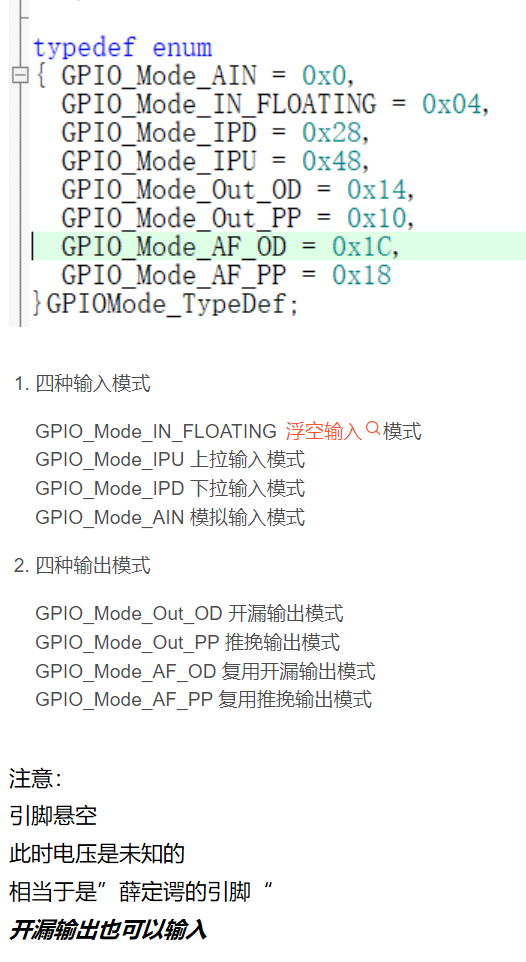 typedef enum
{ GPIO_Mode_AIN = 0x0,
GPIO_Mode_IN_FLOATING = 0x04,
GPIO_Mode_IPD = 0x28,
GPIO_Mode_IPU = 0x48,
GPIO_Mode_Out_OD = 0x14,
GPIO_Mode_Out_PP = 0x10,
GPIO_Mode_AF_OD = 0x1C,
GPIO_Mode_AF_PP = 0x18
}GPIOMode_TypeDef;
1. 四种输入模式
GPIO_Mode_IN_FLOATING 浮空输入模式
GPIO_Mode_IPU 上拉输入模式
GPIO_Mode_IPD 下拉输入模式
GPIO_Mode_AIN 模拟输入模式
2. 四种输出模式
GPIO_Mode_Out_OD 开漏输出模式
GPIO_Mode_Out_PP 推挽输出模式
GPIO_Mode_AF_OD 复用开漏输出模式
GPIO_Mode_AF_PP 复用推挽输出模式
注意：
引脚悬空
此时电压是未知的
相当于是”薛定谔的引脚“
开漏输出也可以输入